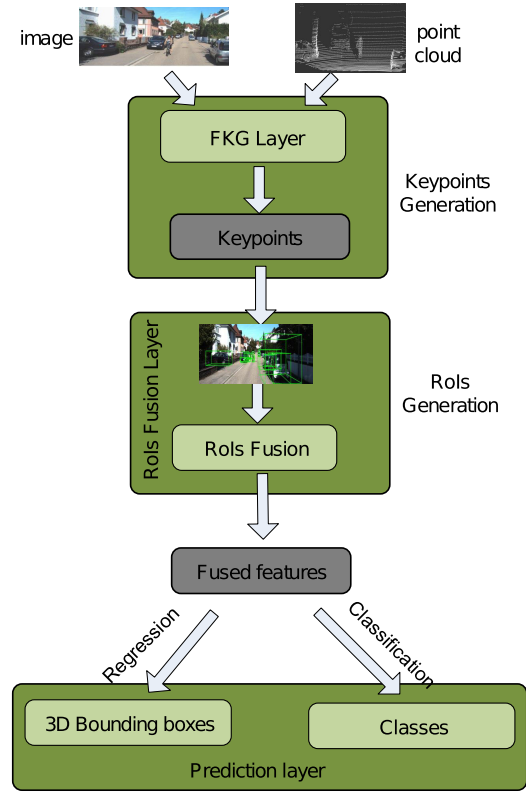 image
point
cloud
FKG Layer
Keypoints
Generation
Keypoints
RoIs Fusion Layer
RoIs
Generation
RoIs Fusion
Fused features
Regression
Classification
3D Bounding boxes
Classes
Prediction layer